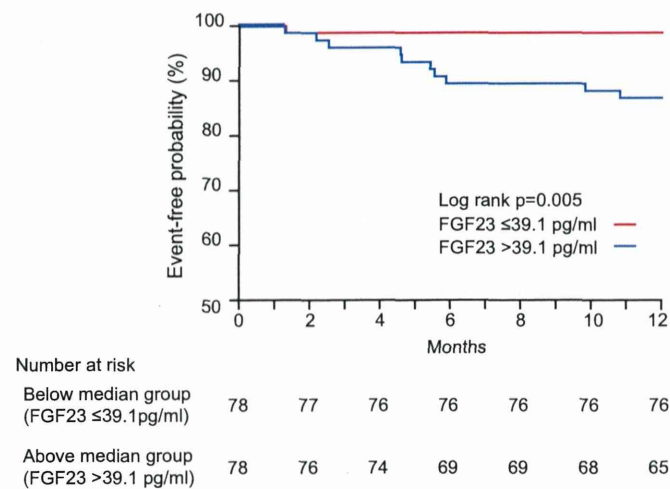 Event-free probability (%)
100
90
80
70
60
50
Log rank p=0.005
FGF23 ≤39.1 pg/ml
FGF23 >39.1 pg/ml
0 2 4 6 8 10 12
Months
Number at risk
Below median group
(FGF23 ≤39.1pg/ml)
78 77 76 76 76 76 76
Above median group
(FGF23 >39.1 pg/ml)
78 76 74 69 69 68 65